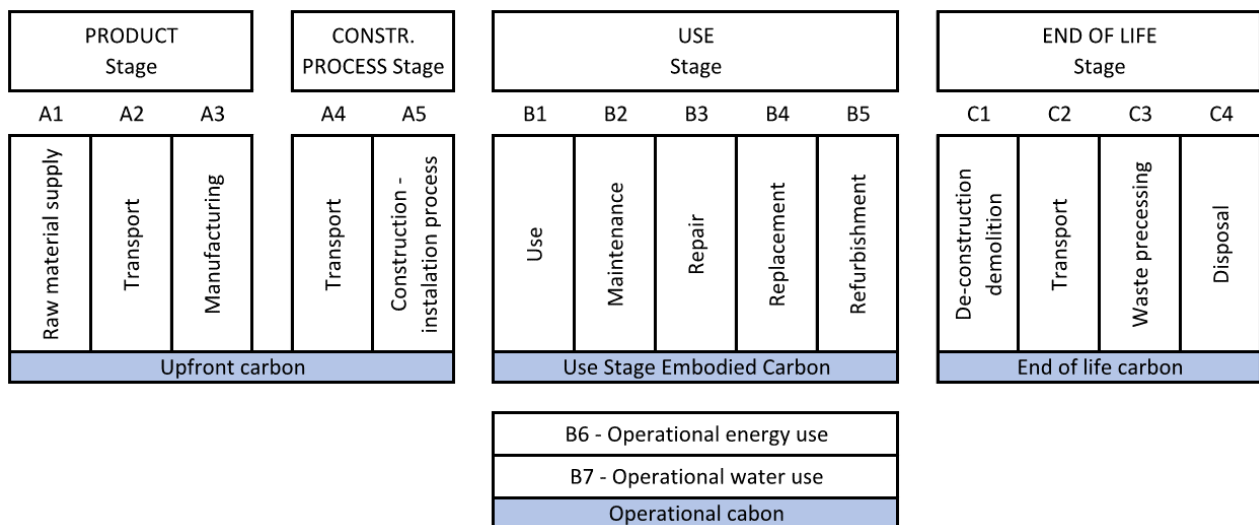 PRODUCT
Stage
CONSTR.
PROCESS Stage
USE
Stage
END OF LIFE
Stage
A1
A2
A3
A4
A5
B1
B2
B3
B4
B5
C1
C2
C3
C4
Raw material supply
Transport
Manufacturing
Transport
Construction -
instalation process
Use
Maintenance
Repair
Replacement
Refurbishment
De-construction
demolition
Transport
Waste precessing
Disposal
Upfront carbon
Use Stage Embodied Carbon
End of life carbon
B6 - Operational energy use
B7 - Operational water use
Operational cabon